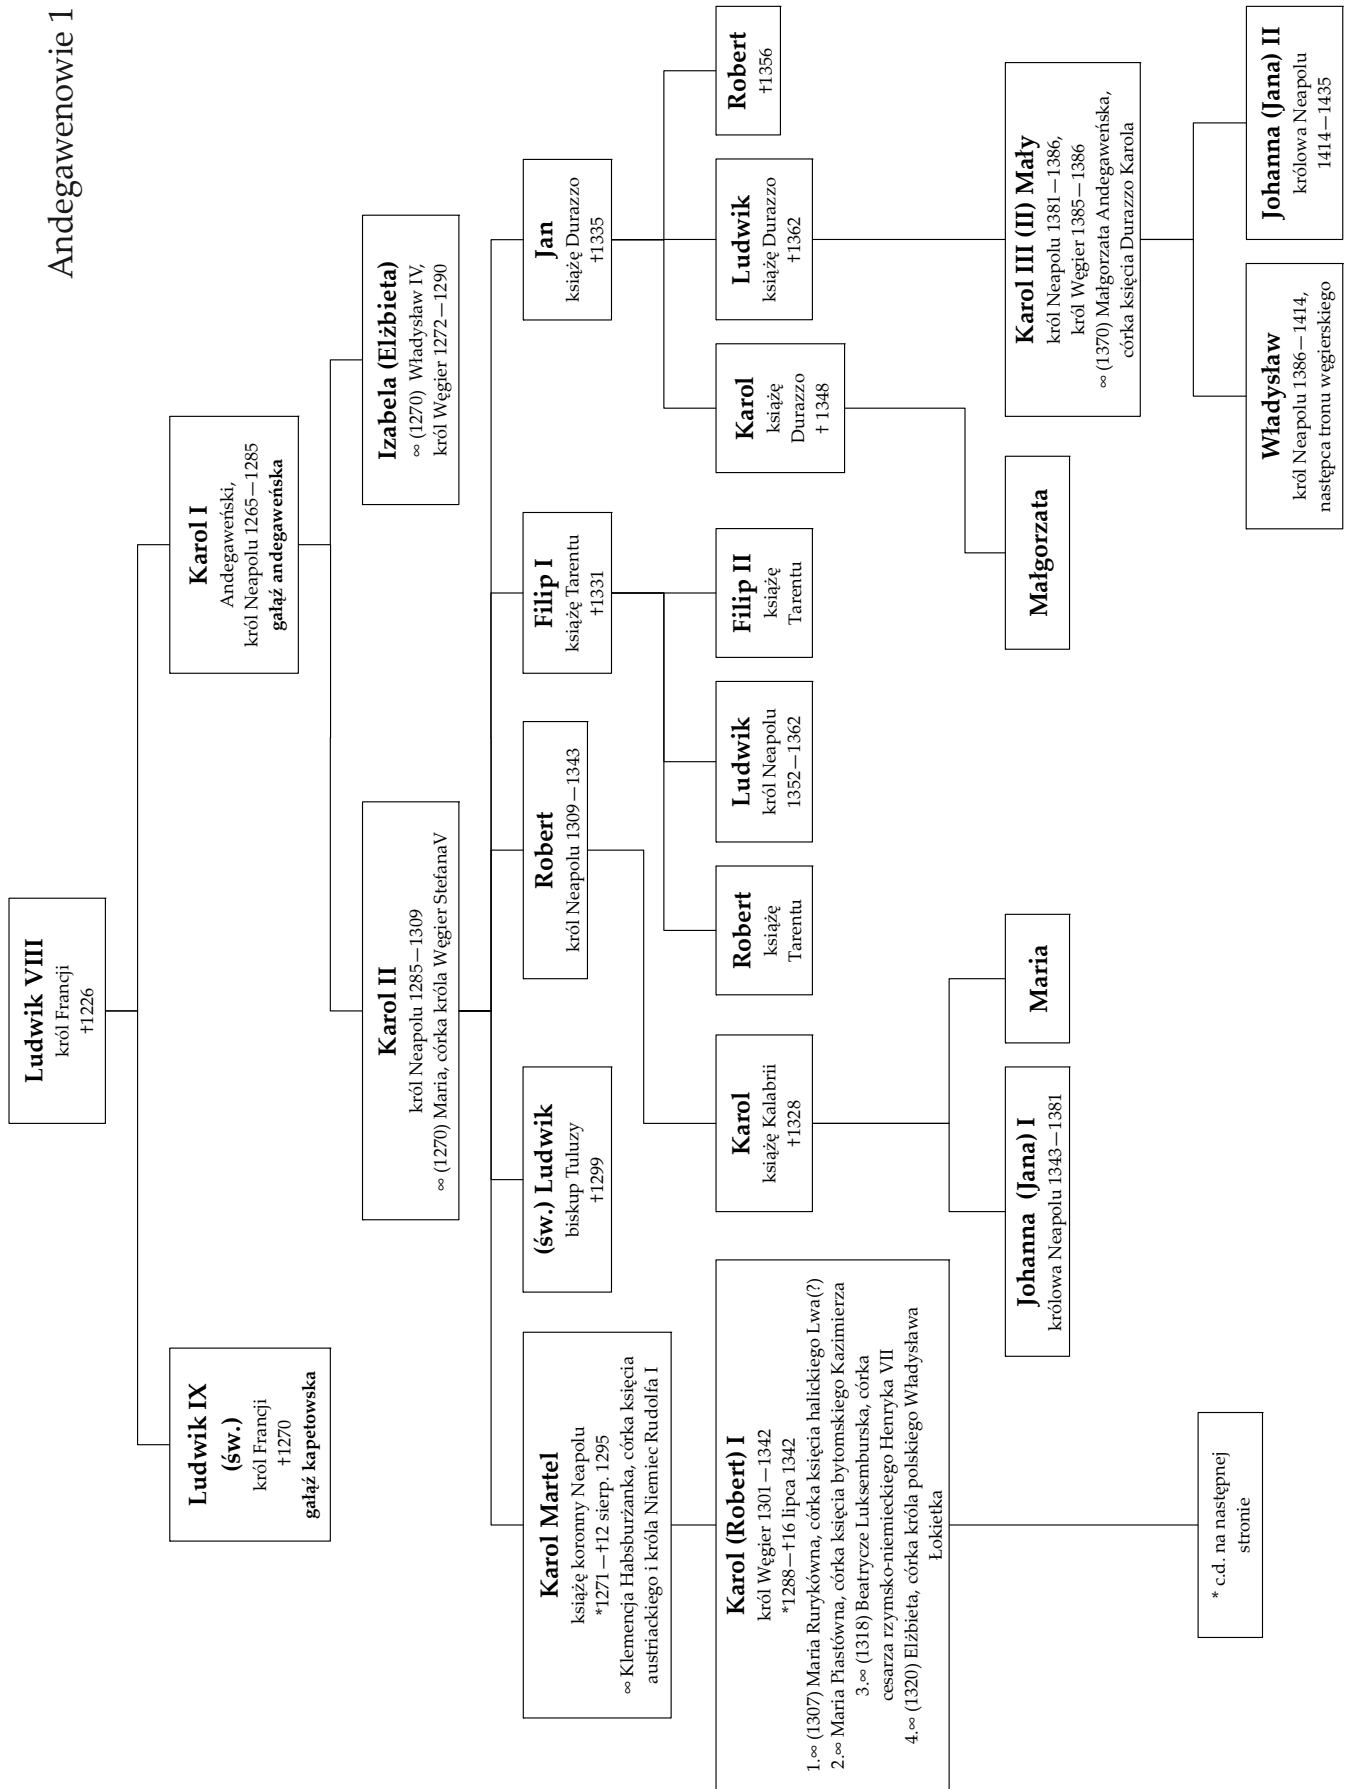 Andegawenowie 1
Ludwik VIII
król Francji
†1226
Ludwik IX
(św.)
król Francji
†1270
gałąź kapetowska
Karol I
Andegaweński,
król Neapolu 1265—1285
gałąź andegaweńska
Karol II
król Neapolu 1285—1309
∞ (1270) Maria, córka króla Węgier StefanaV
Izabela (Elżbieta)
∞ (1270) Władysław IV,
król Węgier 1272—1290
Karol Martel
książę koronny Neapolu
*1271—†12 sierp. 1295
∞ Klemencja Habsburżanka, córka księcia
austriackiego i króla Niemiec Rudolfa I
(św.) Ludwik
biskup Tuluzy
†1299
Robert
król Neapolu 1309—1343
Filip I
książę Tarentu
†1331
Jan
książę Durazzo
†1335
Karol (Robert) I
król Węgier 1301—1342
*1288—†16 lipca 1342
1.∞ (1307) Maria Rurykówna, córka księcia halickiego Lwa(?)
2.∞ Maria Piastówna, córka księcia bytomskiego Kazimierza
3.∞ (1318) Beatrycze Luksemburska, córka
cesarza rzymsko-niemieckiego Henryka VII
4.∞ (1320) Elżbieta, córka króla polskiego Władysława
Łokietka
Karol
książę Kalabrii
†1328
Robert
książę
Tarentu
Ludwik
król Neapolu
1352—1362
Filip II
książę
Tarentu
Karol
książę
Durazzo
† 1348
Ludwik
książę Durazzo
†1362
Robert
†1356
Johanna (Jana) I
królowa Neapolu 1343—1381
Maria
Małgorzata
Karol III (II) Mały
król Neapolu 1381—1386,
król Węgier 1385—1386
∞ (1370) Małgorzata Andegaweńska,
córka księcia Durazzo Karola
* c.d. na następnej
stronie
Władysław
król Neapolu 1386—1414,
następca tronu węgierskiego
Johanna (Jana) II
królowa Neapolu
1414—1435